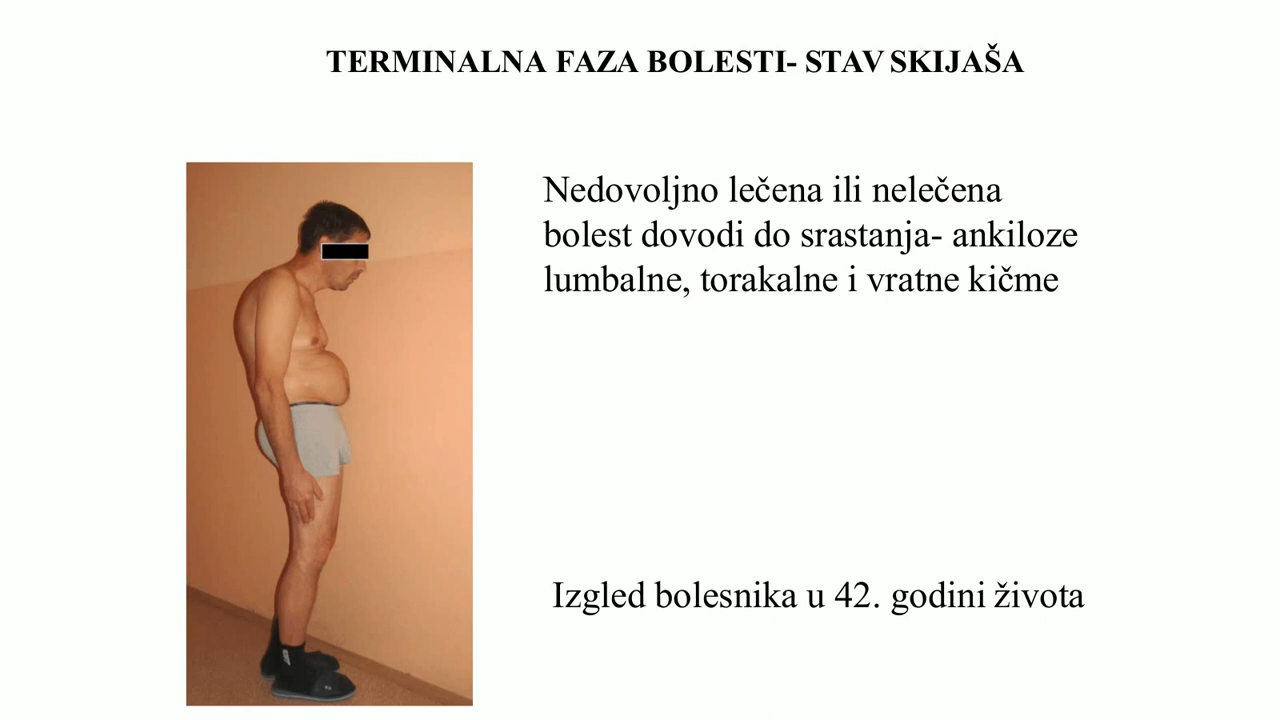 TERMINALNA FAZA BOLESTI- STAV SKIJAŠA
Nedovoljno lečena ili nelečena
bolest dovodi do srastanja- ankiloze
lumbalne, torakalne i vratne kičme
Izgled bolesnika u 42. godini života